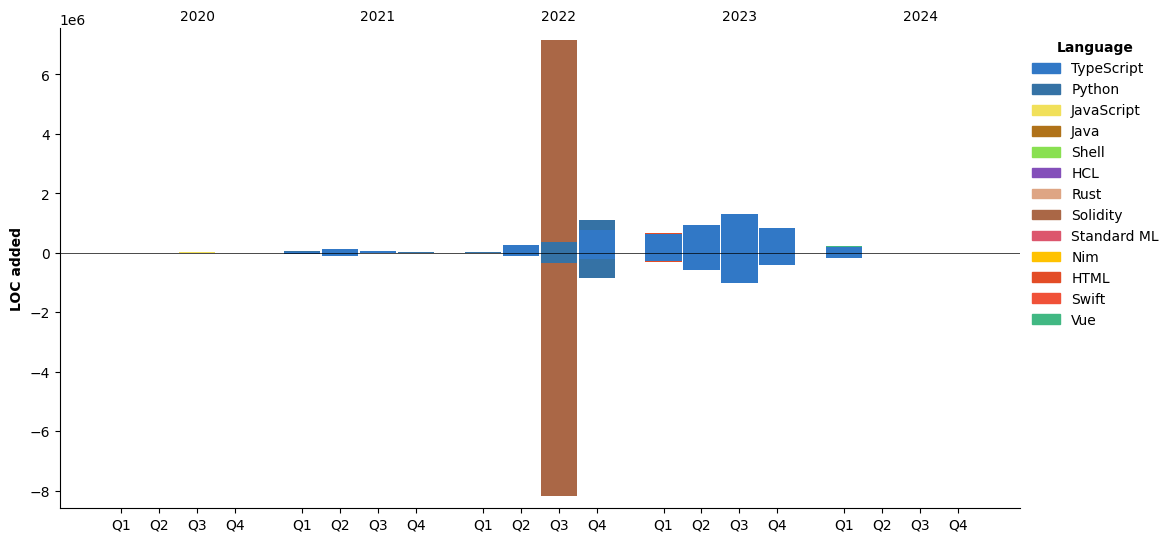 1e6
2020 2021 2022 2023 2024
Language
TypeScript
Python
JavaScript
Java
Shell
HCL
Rust
Solidity
Standard ML
Nim
HTML
Swift
Vue
LOC added
6
4
2
0
−2
−4
−6
−8
Q1 Q2 Q3 Q4 Q1 Q2 Q3 Q4 Q1 Q2 Q3 Q4 Q1 Q2 Q3 Q4 Q1 Q2 Q3 Q4